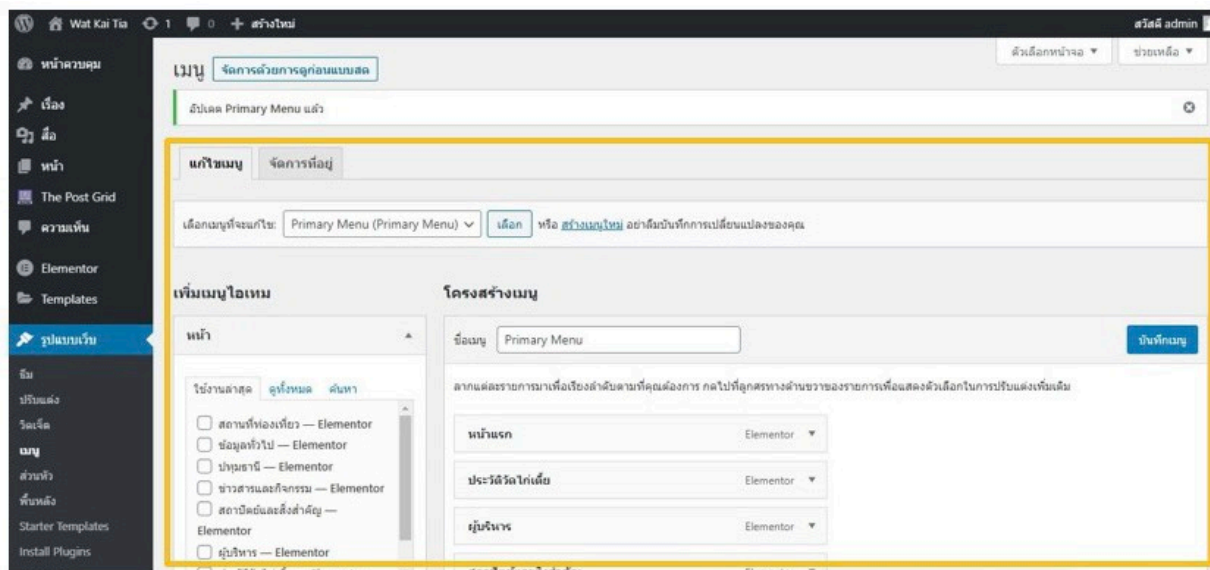 Wat Kai Tia 1 0 + สร้างใหม่ สวัสดี admin
หน้าควบคุม
เรื่อง
สื่อ
หน้า
The Post Grid
ความเห็น
Elementor
Templates
รูปแบบเว็บ
ธีม
ปรับแต่ง
วิดเจ็ต
เมนู
ส่วนหัว
พื้นหลัง
Starter Templates
Install Plugins
ตัวเลือกหน้าจอ ช่วยเหลือ
เมนู จัดการด้วยการดูก่อนแบบสด
อัปเดต Primary Menu แล้ว
แก้ไขเมนู จัดการที่อยู่
เลือกเมนูที่จะแก้ไข: Primary Menu (Primary Menu) เลือก หรือ สร้างเมนูใหม่ อย่าลืมบันทึกการเปลี่ยนแปลงของคุณ
เพิ่มเมนูไอเทม
หน้า
ใช้งานล่าสุด ดูทั้งหมด ค้นหา
สถานที่ท่องเที่ยว — Elementor
ข้อมูลทั่วไป — Elementor
ปทุมธานี — Elementor
ข่าวสารและกิจกรรม — Elementor
สถาปัตย์และสิ่งสำคัญ —
Elementor
ผู้บริหาร — Elementor
โครงสร้างเมนู
ชื่อเมนู Primary Menu บันทึกเมนู
ลากแต่ละรายการมาเพื่อเรียงลำดับตามที่คุณต้องการ กดไปที่ลูกศรทางด้านขวาของรายการเพื่อแสดงตัวเลือกในการปรับแต่งเพิ่มเติม
หน้าแรก Elementor
ประวัติวัดไก่เตี้ย Elementor
ผู้บริหาร Elementor